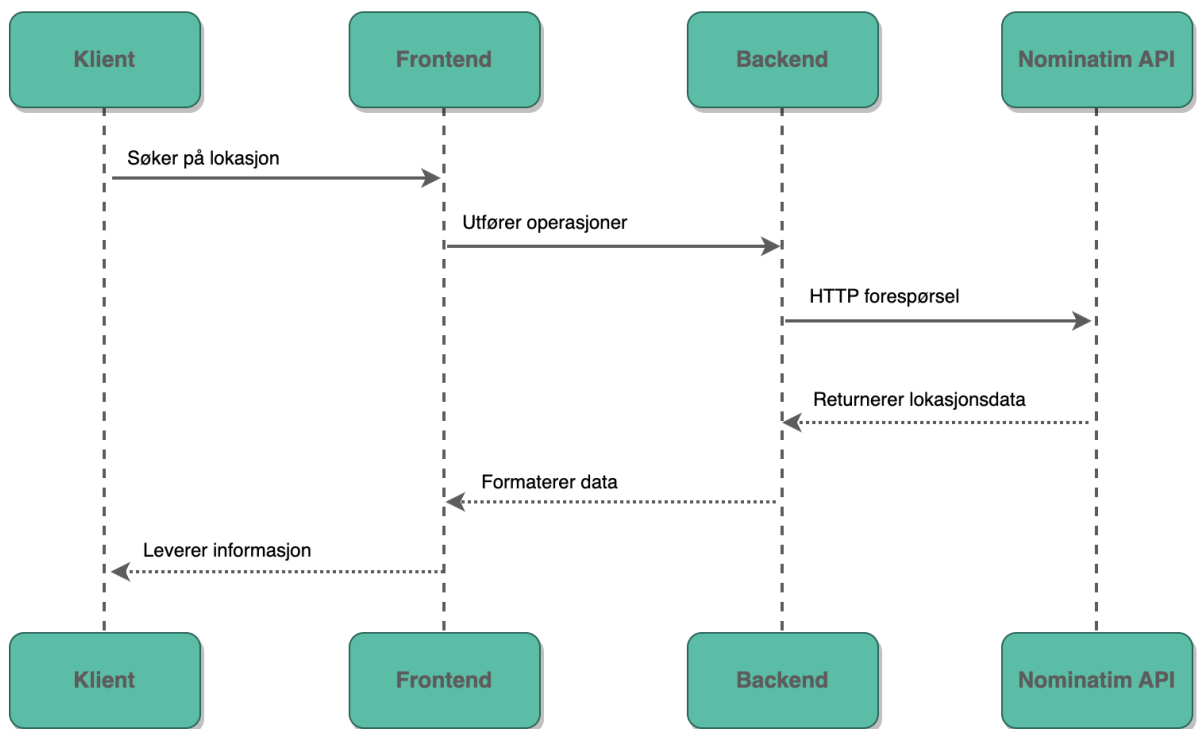 Klient
Frontend
Backend
Nominatim API
Søker på lokasjon
Utfører operasjoner
HTTP forespørsel
Returnerer lokasjonsdata
Formaterer data
Leverer informasjon
Klient
Frontend
Backend
Nominatim API